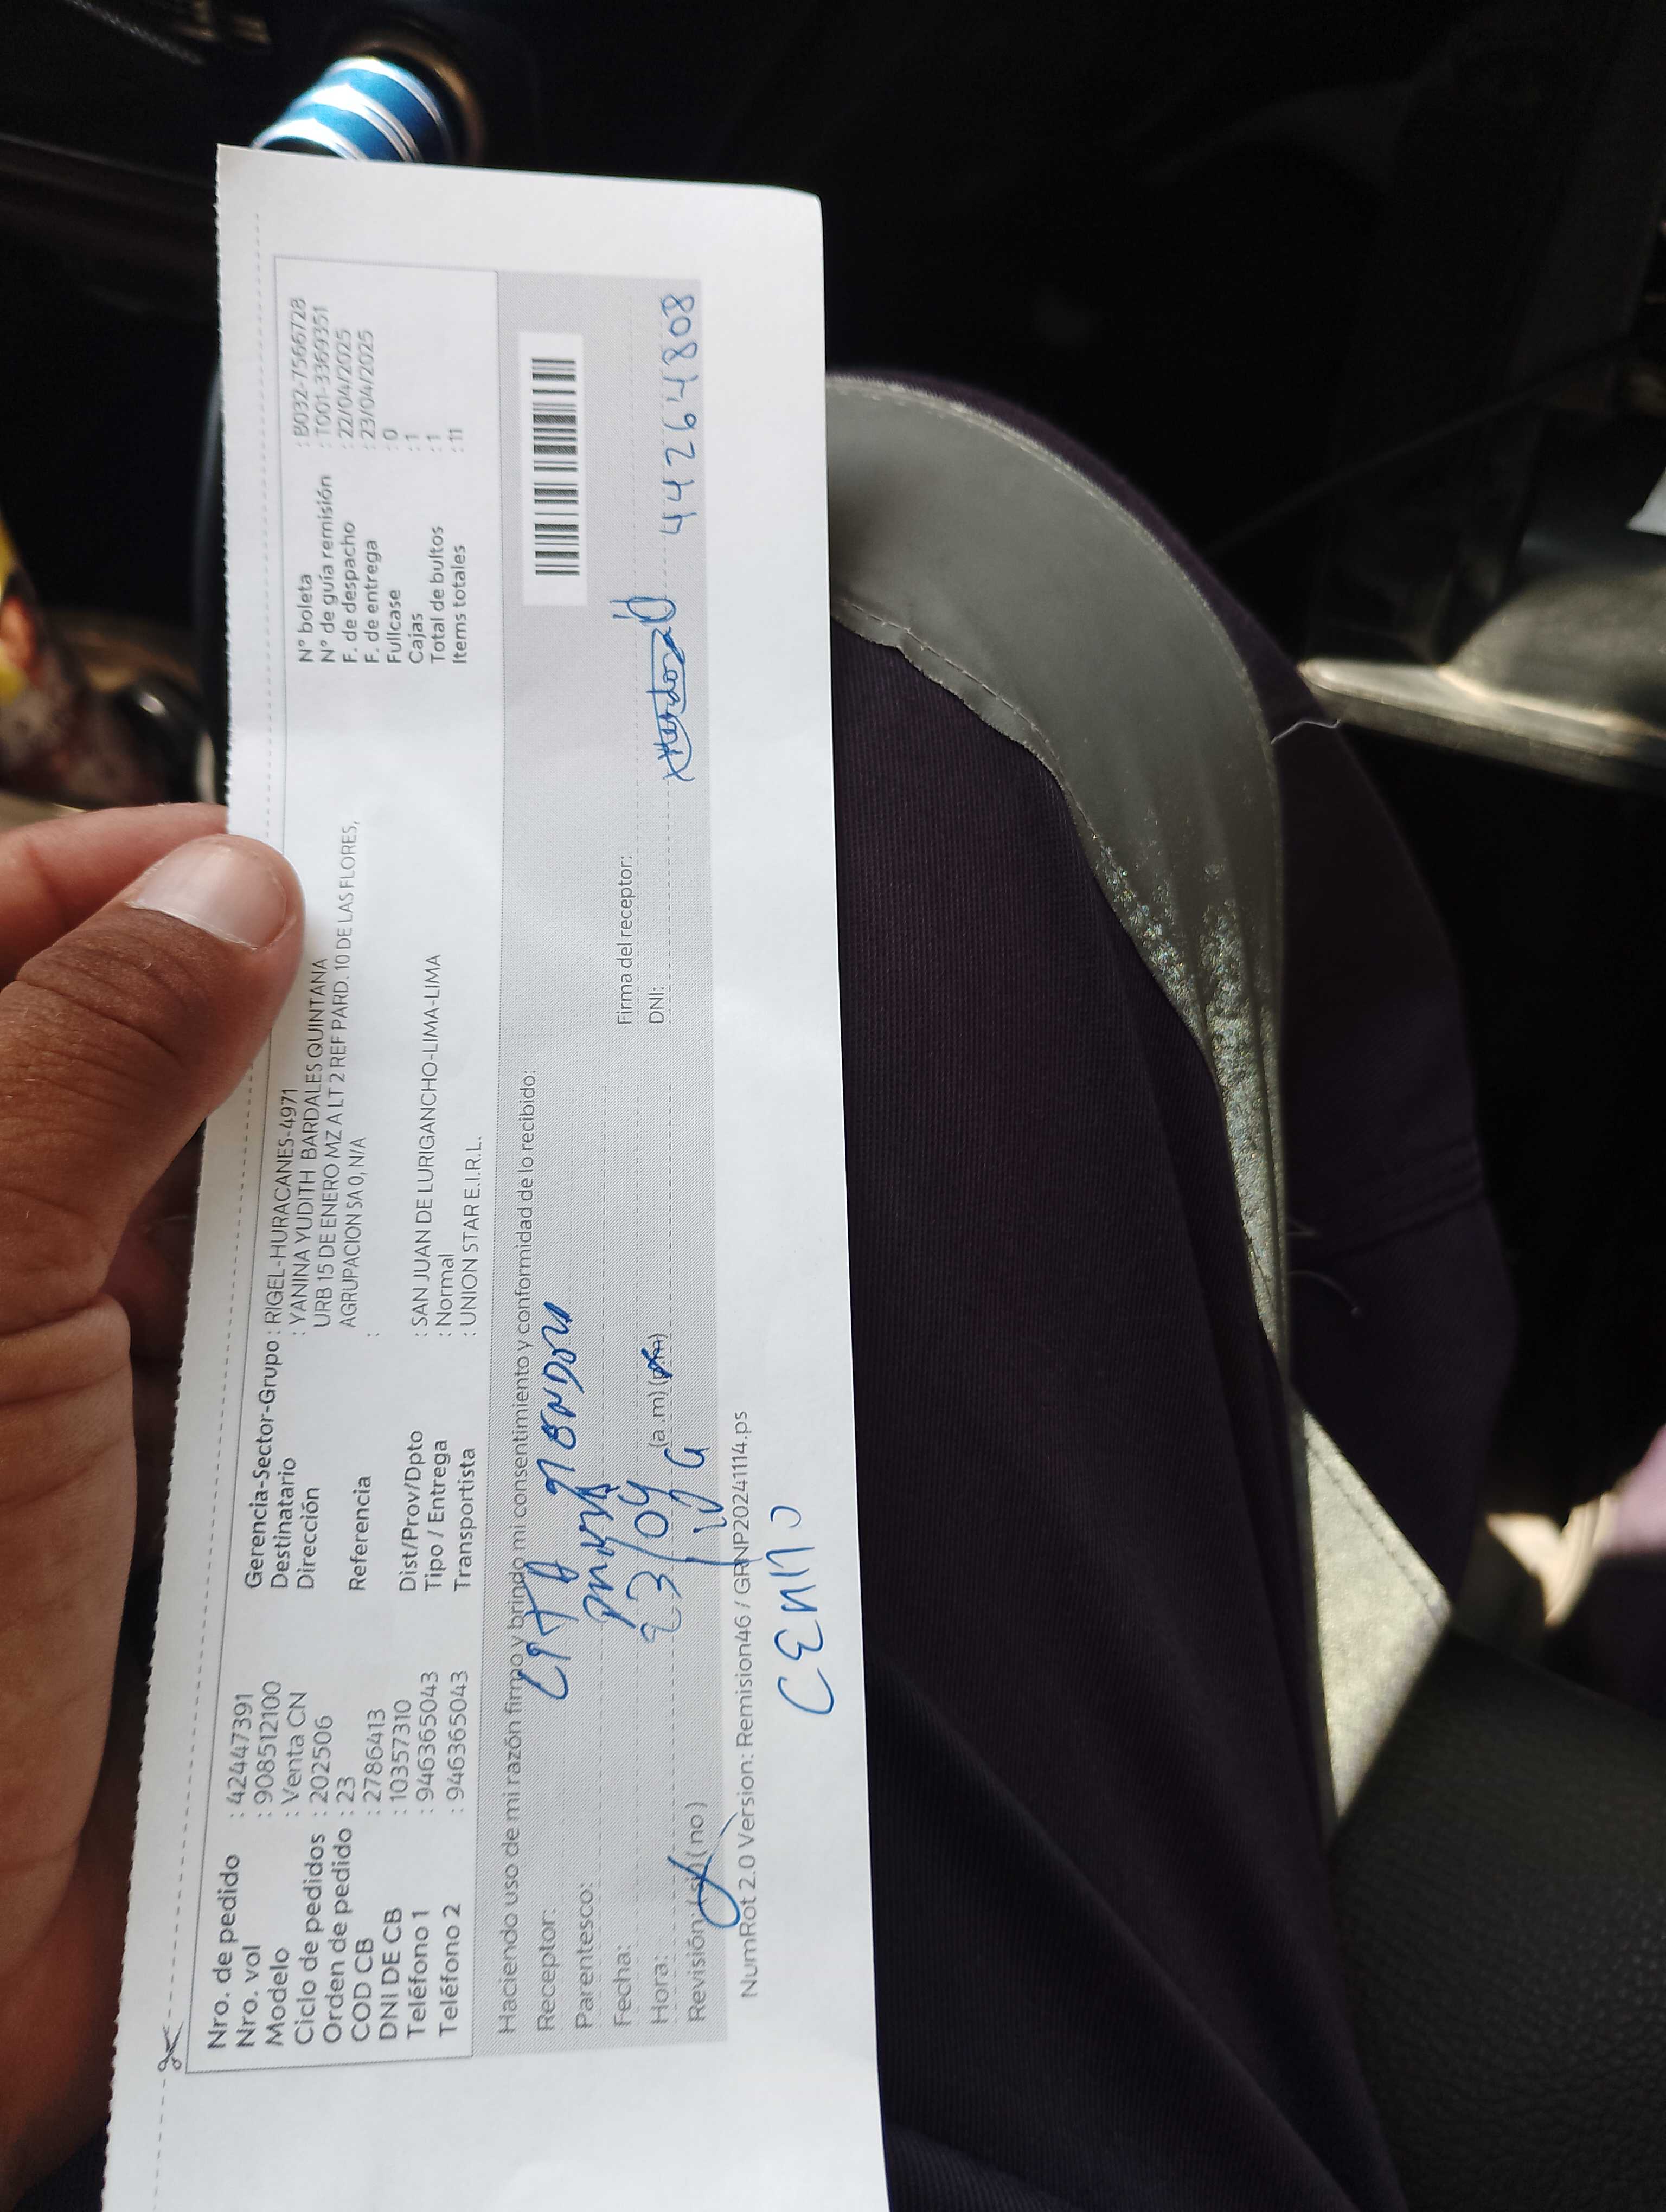 Nro. de pedido : 42447391
Nro. vol : 908512100
Modelo : Venta CN
Ciclo de pedidos : 202506
Orden de pedido : 23
COD CB : 2786413
DNI DE CB : 10357310
Teléfono 1 : 946365043
Teléfono 2 : 946365043
Gerencia-Sector-Grupo : RIGEL-HURACANES-4971
Destinatario : YANINA YUDITH BARDALES QUINTANA
Dirección URB 15 DE ENERO MZ A LT 2 REF PARD. 10 DE LAS FLORES,
AGRUPACION SA 0, N/A
Referencia :
Dist/Prov/Dpto : SAN JUAN DE LURIGANCHO-LIMA-LIMA
Tipo / Entrega : Normal
Transportista : UNION STAR E.I.R.L.
N° boleta : B032-7566728
N° de guía remisión : T001-3369351
F. de despacho : 22/04/2025
F. de entrega : 23/04/2025
Fullcase : 0
Cajas : 1
Total de bultos : 1
Items totales : 11
Haciendo uso de mi razón firmo y brindo mi consentimiento y conformidad de lo recibido:
Receptor:
Parentesco:
Fecha: 23/04
Hora: (a.m) (pm)
Revisión: (si) (no)
Firma del receptor:
DNI: 44264808
NumRot 2.0 Version: Remision46 / GRNP20241114.ps